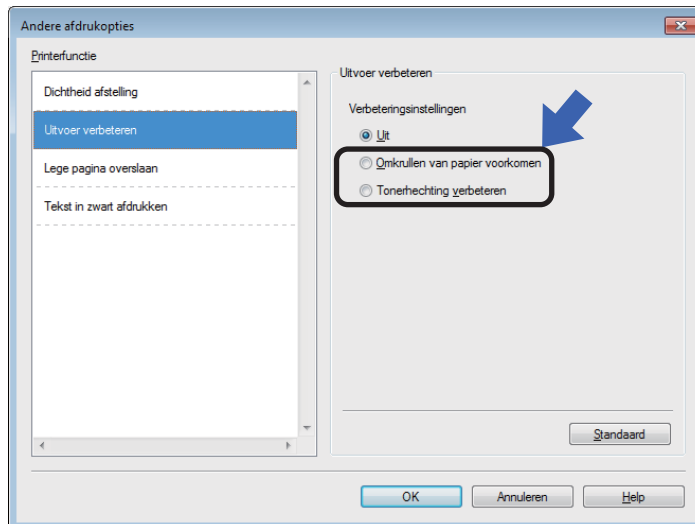 Andere afdrukopties
Printerfunctie
Dichtheid afstelling
Uitvoer verbeteren
Lege pagina overslaan
Tekst in zwart afdrukken
Uitvoer verbeteren
Verbeteringsinstellingen
Uit
Omkrullen van papier voorkomen
Tonerhechting verbeteren
Standaard
OK
Annuleren
Help